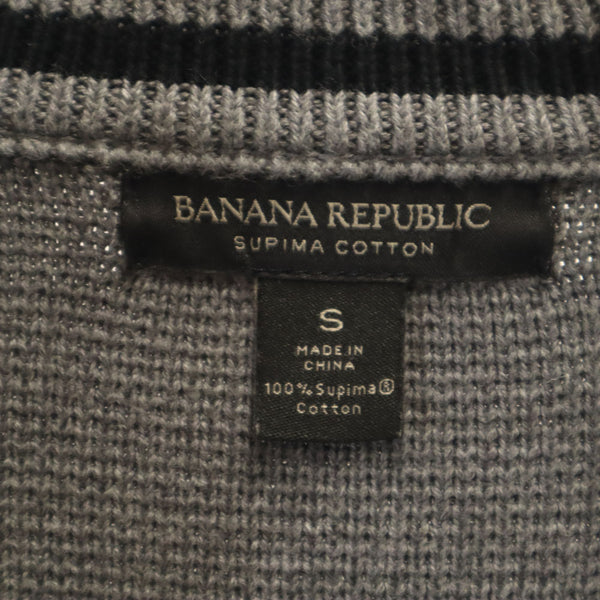 BANANA REPUBLIC
SUPIMA COTTON
S
MADE IN
CHINA
100% Supima®
Cotton